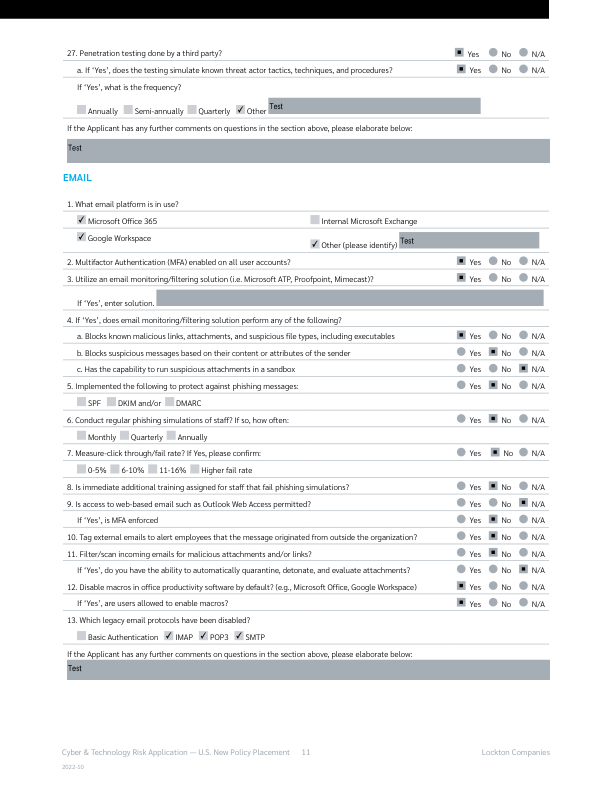 27. Penetration testing done by a third party? Yes No N/A
a. If ‘Yes’, does the testing simulate known threat actor tactics, techniques, and procedures? Yes No N/A
If ‘Yes’, what is the frequency?
Annually Semi-annually Quarterly Other Test
If the Applicant has any further comments on questions in the section above, please elaborate below:
Test
EMAIL
1. What email platform is in use?
Microsoft Office 365 Internal Microsoft Exchange
Google Workspace Other (please identify) Test
2. Multifactor Authentication (MFA) enabled on all user accounts? Yes No N/A
3. Utilize an email monitoring/filtering solution (i.e. Microsoft ATP, Proofpoint, Mimecast)? Yes No N/A
If ‘Yes’, enter solution.
4. If ‘Yes’, does email monitoring/filtering solution perform any of the following?
a. Blocks known malicious links, attachments, and suspicious file types, including executables Yes No N/A
b. Blocks suspicious messages based on their content or attributes of the sender Yes No N/A
c. Has the capability to run suspicious attachments in a sandbox Yes No N/A
5. Implemented the following to protect against phishing messages: Yes No N/A
SPF DKIM and/or DMARC
6. Conduct regular phishing simulations of staff? If so, how often: Yes No N/A
Monthly Quarterly Annually
7. Measure-click through/fail rate? If Yes, please confirm: Yes No N/A
0-5% 6-10% 11-16% Higher fail rate
8. Is immediate additional training assigned for staff that fail phishing simulations? Yes No N/A
9. Is access to web-based email such as Outlook Web Access permitted? Yes No N/A
If ‘Yes’, is MFA enforced Yes No N/A
10. Tag external emails to alert employees that the message originated from outside the organization? Yes No N/A
11. Filter/scan incoming emails for malicious attachments and/or links? Yes No N/A
If ‘Yes’, do you have the ability to automatically quarantine, detonate, and evaluate attachments? Yes No N/A
12. Disable macros in office productivity software by default? (e.g., Microsoft Office, Google Workspace) Yes No N/A
If ‘Yes’, are users allowed to enable macros? Yes No N/A
13. Which legacy email protocols have been disabled?
Basic Authentication IMAP POP3 SMTP
If the Applicant has any further comments on questions in the section above, please elaborate below:
Test
Cyber & Technology Risk Application — U.S. New Policy Placement 11 Lockton Companies
2022-10